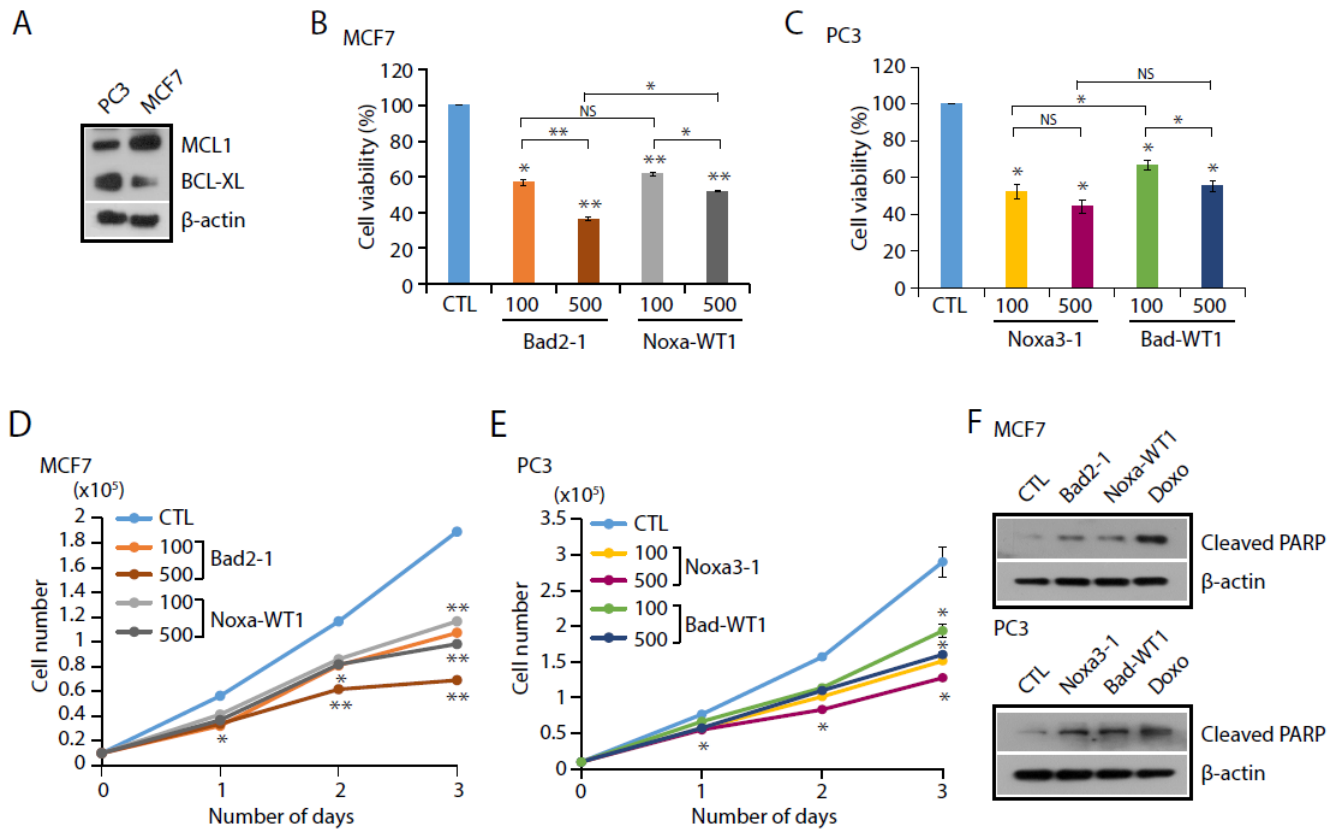 A
PC3 MCF7
MCL1
BCL-XL
β-actin
B
MCF7
Cell viability (%)
120
100
80
60
40
20
0
*
NS
** *
* ** ** **
CTL 100 500 100 500
Bad2-1 Noxa-WT1
C
PC3
Cell viability (%)
120
100
80
60
40
20
0
NS
*
NS *
* * * *
CTL 100 500 100 500
Noxa3-1 Bad-WT1
D
MCF7
(x10⁵)
Cell number
2
1.8
1.6
1.4
1.2
1
0.8
0.6
0.4
0.2
0
CTL
100
500
Bad2-1
100
500
Noxa-WT1
**
**
*
** **
*
0 1 2 3
Number of days
E
PC3
(x10⁵)
Cell number
3.5
3
2.5
2
1.5
1
0.5
0
CTL
100
500
Noxa3-1
100
500
Bad-WT1
*
*
*
* *
0 1 2 3
Number of days
F
MCF7
CTL Bad2-1 Noxa-WT1 Doxo
Cleaved PARP
β-actin
PC3
CTL Noxa3-1 Bad-WT1 Doxo
Cleaved PARP
β-actin